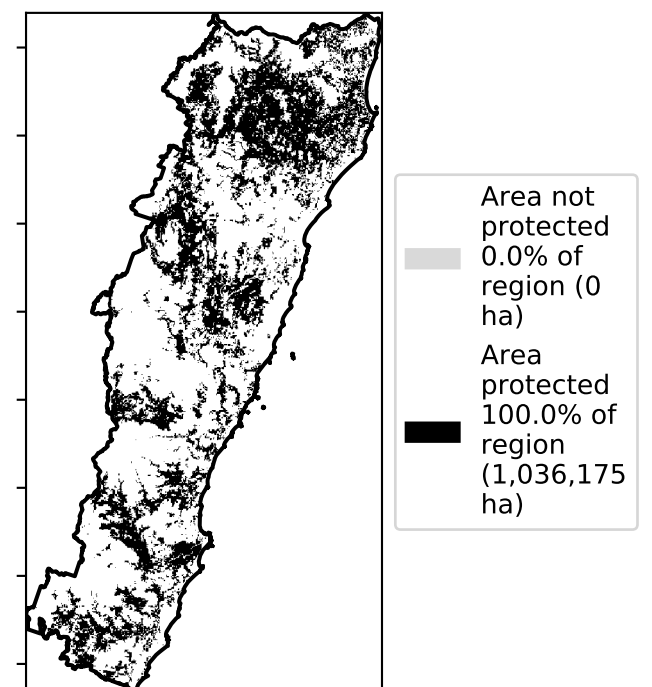 Area not
protected
0.0% of
region (0
ha)
Area
protected
100.0% of
region
(1,036,175
ha)